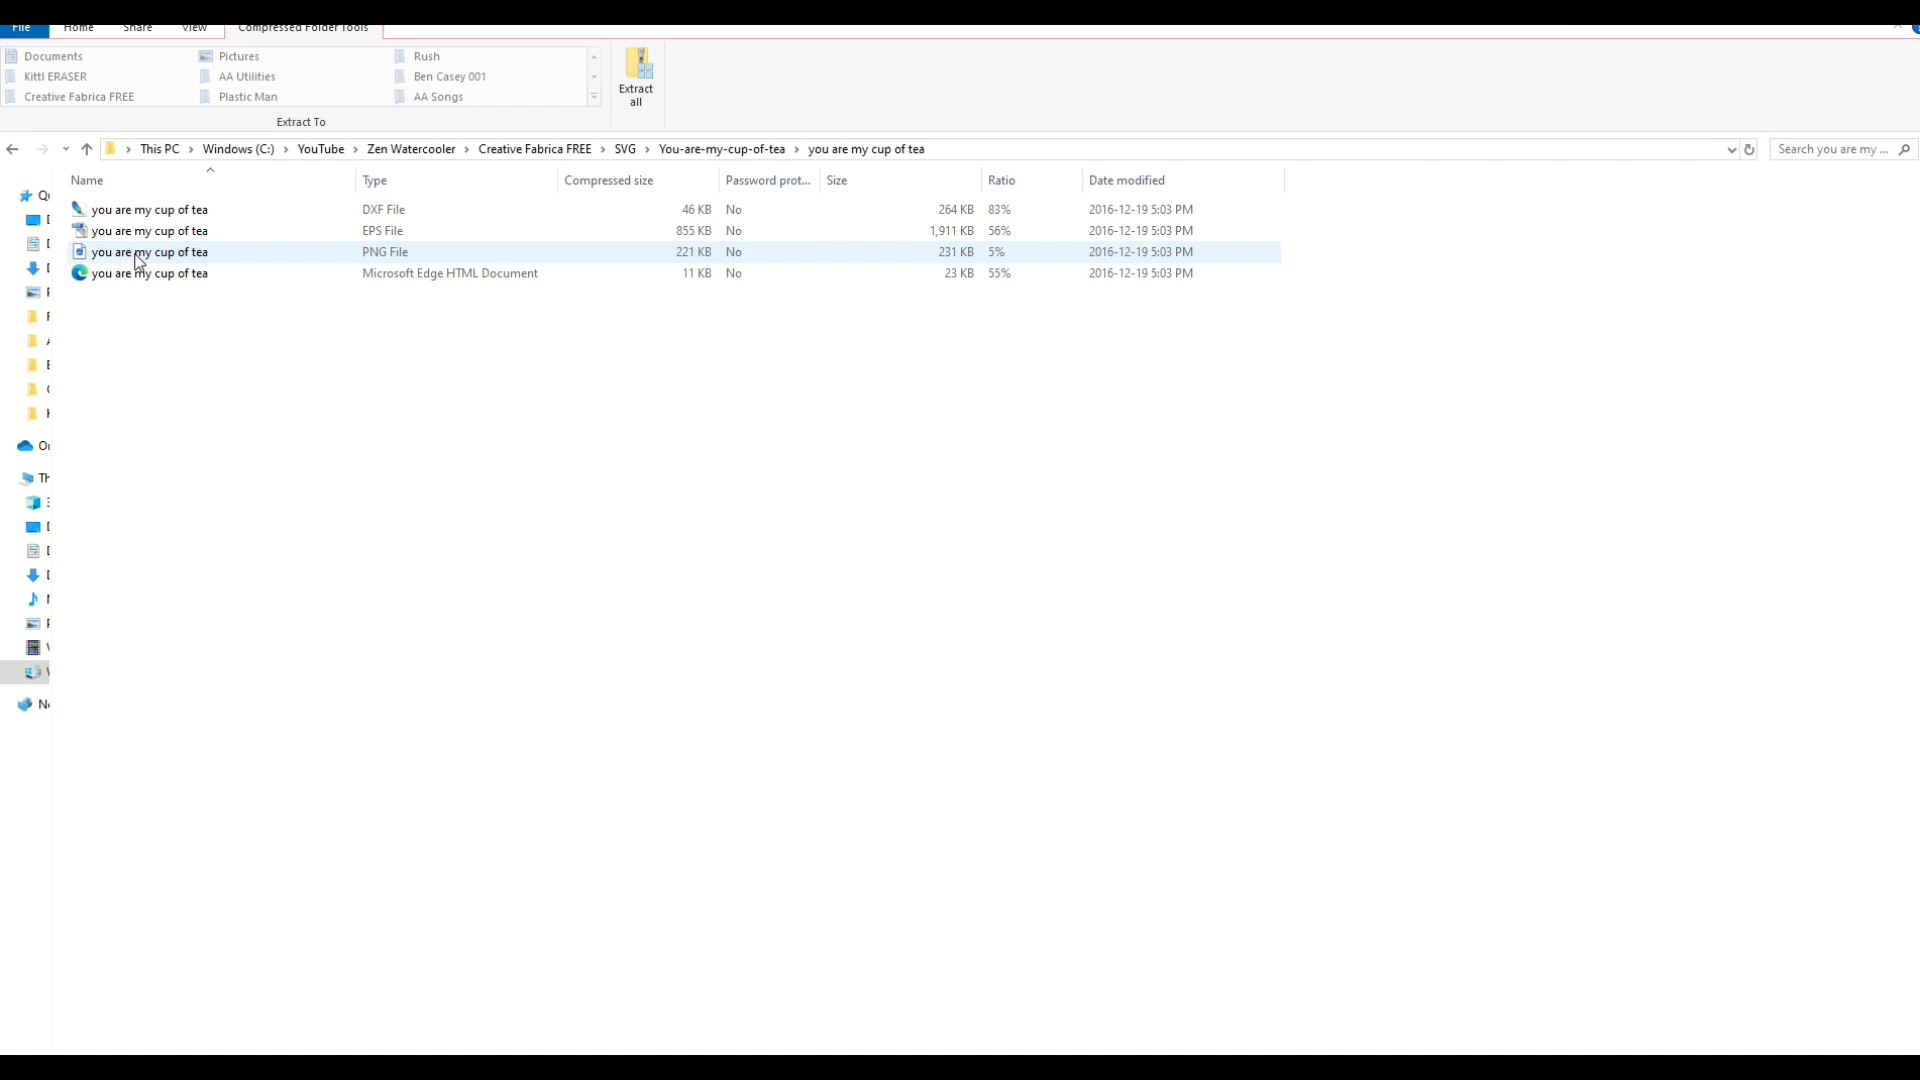 File Home Share View Compressed Folder Tools
Documents Pictures Rush
Kittl ERASER AA Utilities Ben Casey 001
Creative Fabrica FREE Plastic Man AA Songs
Extract
all
Extract To
This PC > Windows (C:) > YouTube > Zen Watercooler > Creative Fabrica FREE > SVG > You-are-my-cup-of-tea > you are my cup of tea
Search you are my ...
Name Type Compressed size Password prot... Size Ratio Date modified
you are my cup of tea DXF File 46 KB No 264 KB 83% 2016-12-19 5:03 PM
you are my cup of tea EPS File 855 KB No 1,911 KB 56% 2016-12-19 5:03 PM
you are my cup of tea PNG File 221 KB No 231 KB 5% 2016-12-19 5:03 PM
you are my cup of tea Microsoft Edge HTML Document 11 KB No 23 KB 55% 2016-12-19 5:03 PM